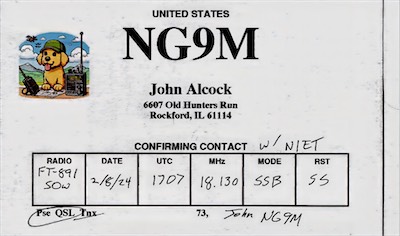 UNITED STATES
NG9M
John Alcock
6607 Old Hunters Run
Rockford, IL 61114
CONFIRMING CONTACT W/ N1ET
RADIO DATE UTC MHz MODE RST
FT-891 50W 2/8/24 1707 18.130 SSB 55
Pse QSL Tnx 73, John NG9M